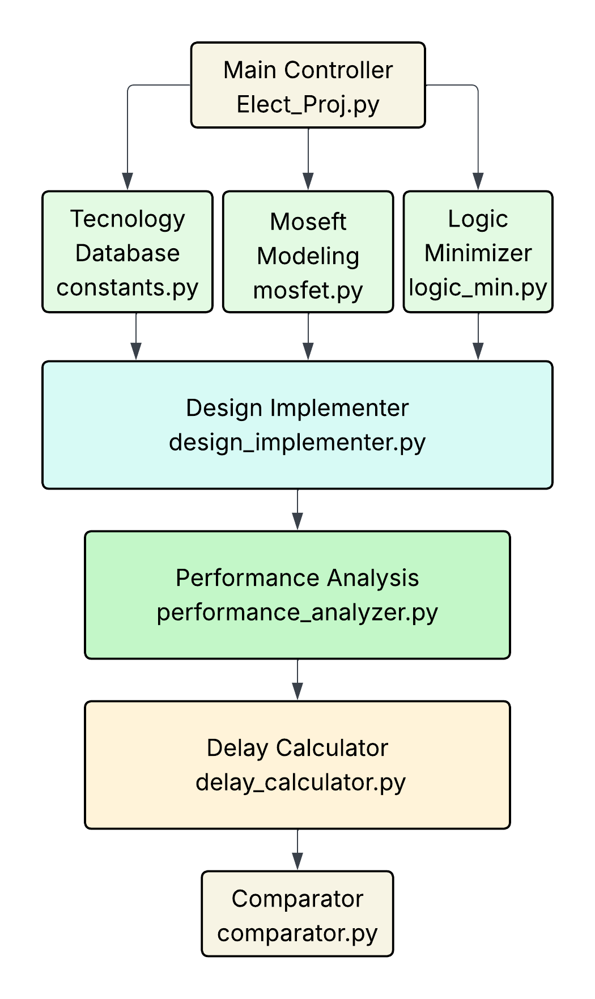 Main Controller
Elect_Proj.py
Tecnology
Database
constants.py
Moseft
Modeling
mosfet.py
Logic
Minimizer
logic_min.py
Design Implementer
design_implementer.py
Performance Analysis
performance_analyzer.py
Delay Calculator
delay_calculator.py
Comparator
comparator.py